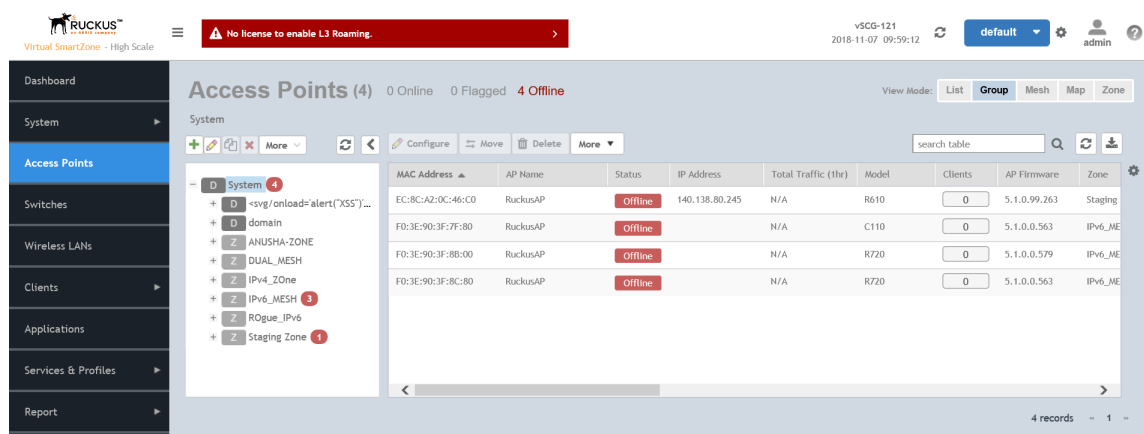 RUCKUS™
an ARRIS company
Virtual SmartZone - High Scale
No license to enable L3 Roaming.
vSCG-121
2018-11-07 09:59:12
default
admin
Dashboard
System
Access Points
Switches
Wireless LANs
Clients
Applications
Services & Profiles
Report
Access Points (4) 0 Online 0 Flagged 4 Offline
View Mode: List Group Mesh Map Zone
System
More
Configure Move Delete More
search table
D System 4
D <svg/onload='alert("XSS")'...
D domain
Z ANUSHA-ZONE
Z DUAL_MESH
Z IPv4_ZOne
Z IPv6_MESH 3
Z ROgue_IPv6
Z Staging Zone 1
MAC Address AP Name Status IP Address Total Traffic (1hr) Model Clients AP Firmware Zone
EC:8C:A2:0C:46:C0 RuckusAP Offline 140.138.80.245 N/A R610 0 5.1.0.99.263 Staging
F0:3E:90:3F:7F:80 RuckusAP Offline N/A C110 0 5.1.0.0.563 IPv6_ME
F0:3E:90:3F:8B:00 RuckusAP Offline N/A R720 0 5.1.0.0.579 IPv6_ME
F0:3E:90:3F:8C:80 RuckusAP Offline N/A R720 0 5.1.0.0.563 IPv6_ME
4 records « 1 »